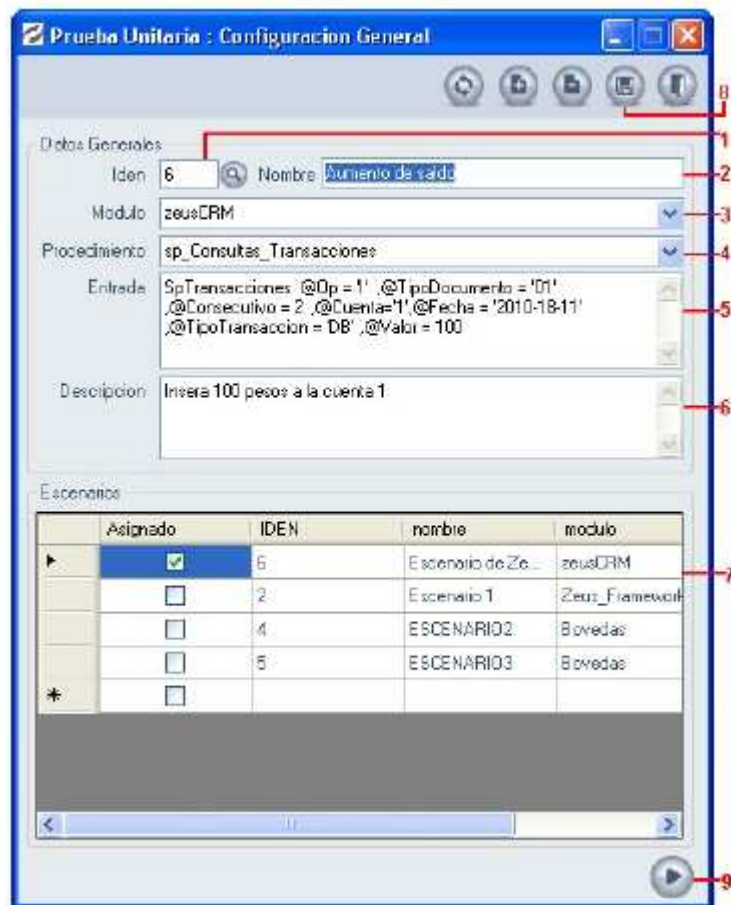 Prueba Unitaria : Configuracion General
8
Datos Generales
1
Iden 6 Nombre Aumento de saldo 2
Modulo zeusCRM 3
Procedimiento sp_Consultas_Transacciones 4
Entrada SpTransacciones @Op = '1' ,@TipoDocumento = '01'
,@Consecutivo = 2 ,@Cuenta='1',@Fecha = '2010-18-11' 5
,@TipoTransaccion = 'DB' ,@Valor = 100
Descripcion Insera 100 pesos a la cuenta 1 6
Escenarios
Asignado IDEN nombre modulo
6 Escenario de Ze... zeusCRM 7
2 Escenario 1 Zeus_Framework
4 ESCENARIO2 Bovedas
5 ESCENARIO3 Bovedas
9